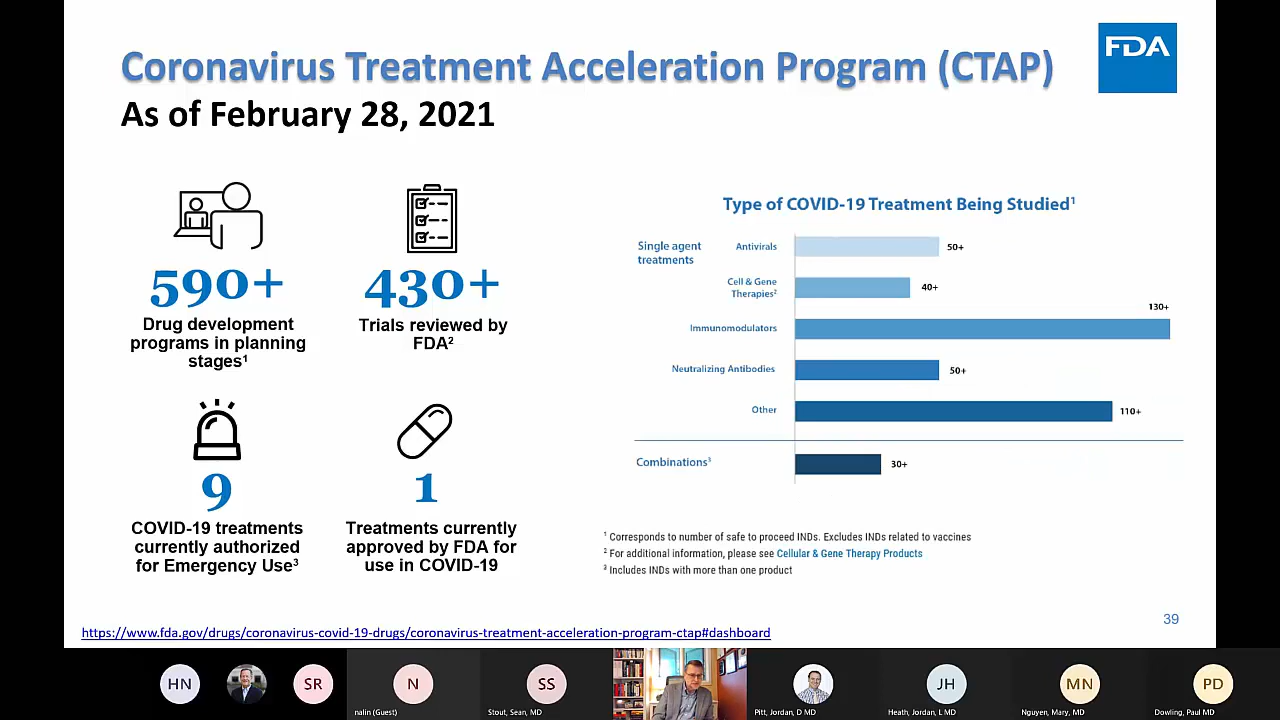 Coronavirus Treatment Acceleration Program (CTAP)
FDA
As of February 28, 2021
590+
Drug development
programs in planning
stages¹
430+
Trials reviewed by
FDA²
9
COVID-19 treatments
currently authorized
for Emergency Use³
1
Treatments currently
approved by FDA for
use in COVID-19
Type of COVID-19 Treatment Being Studied¹
Single agent
treatments
Antivirals
50+
Cell & Gene
Therapies²
40+
130+
Immunomodulators
Neutralizing Antibodies
50+
Other
110+
Combinations³
30+
¹ Corresponds to number of safe to proceed INDs. Excludes INDs related to vaccines
² For additional information, please see Cellular & Gene Therapy Products
³ Includes INDs with more than one product
39
https://www.fda.gov/drugs/coronavirus-covid-19-drugs/coronavirus-treatment-acceleration-program-ctap#dashboard
HN
SR
N
SS
JH
MN
PD
nalin (Guest)
Stout, Sean, MD
Pitt, Jordan, D MD
Heath, Jordan, L MD
Nguyen, Mary, MD
Dowling, Paul MD